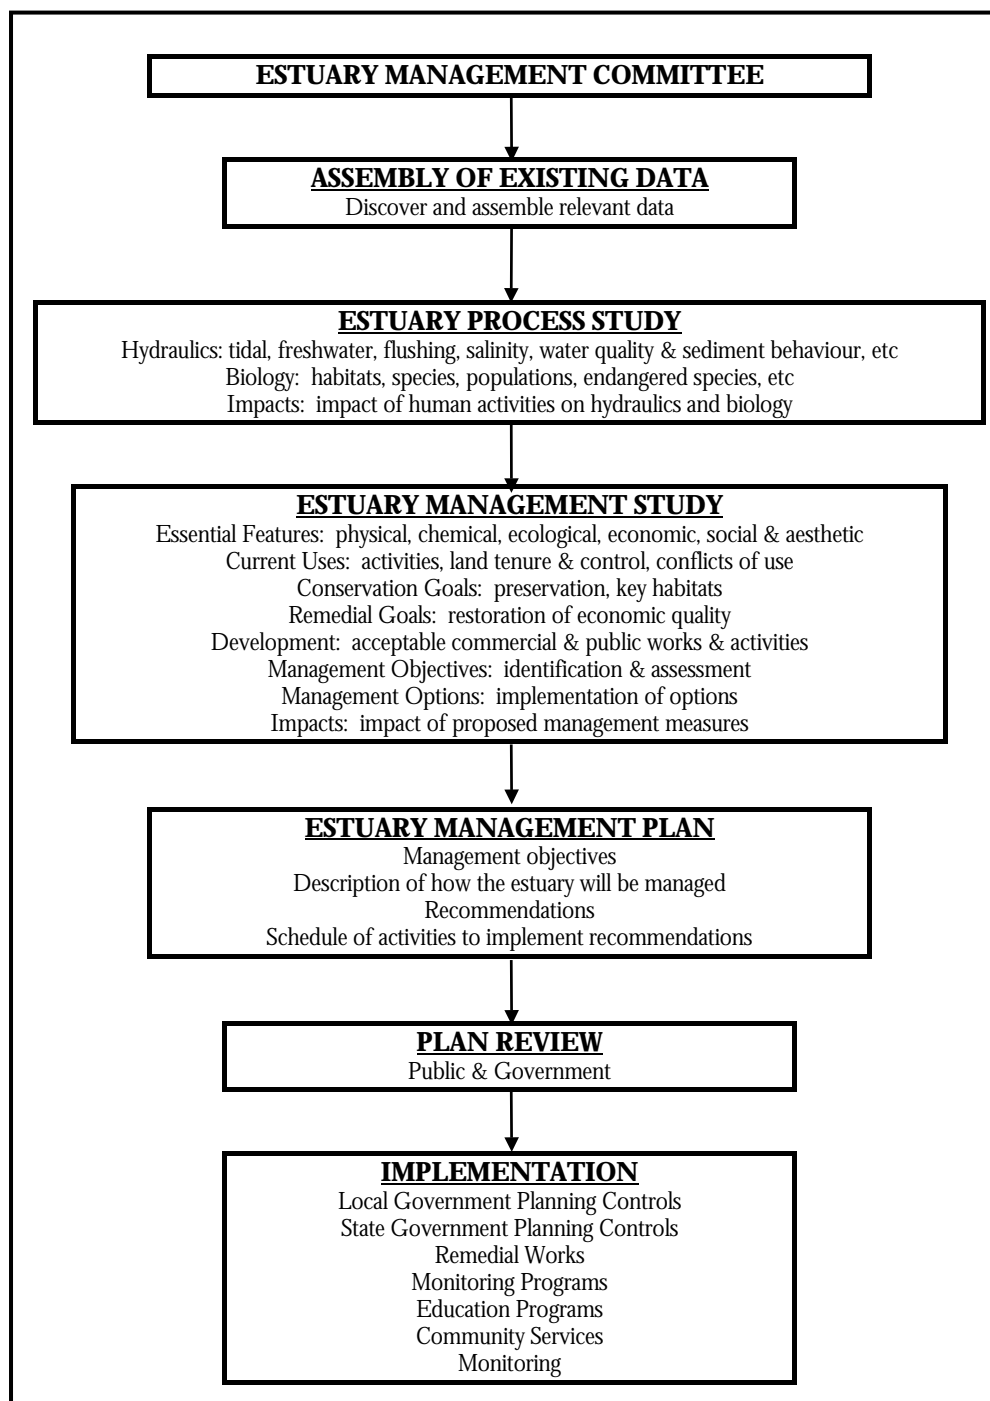 ESTUARY MANAGEMENT COMMITTEE
ASSEMBLY OF EXISTING DATA
Discover and assemble relevant data
ESTUARY PROCESS STUDY
Hydraulics: tidal, freshwater, flushing, salinity, water quality & sediment behaviour, etc
Biology: habitats, species, populations, endangered species, etc
Impacts: impact of human activities on hydraulics and biology
ESTUARY MANAGEMENT STUDY
Essential Features: physical, chemical, ecological, economic, social & aesthetic
Current Uses: activities, land tenure & control, conflicts of use
Conservation Goals: preservation, key habitats
Remedial Goals: restoration of economic quality
Development: acceptable commercial & public works & activities
Management Objectives: identification & assessment
Management Options: implementation of options
Impacts: impact of proposed management measures
ESTUARY MANAGEMENT PLAN
Management objectives
Description of how the estuary will be managed
Recommendations
Schedule of activities to implement recommendations
PLAN REVIEW
Public & Government
IMPLEMENTATION
Local Government Planning Controls
State Government Planning Controls
Remedial Works
Monitoring Programs
Education Programs
Community Services
Monitoring